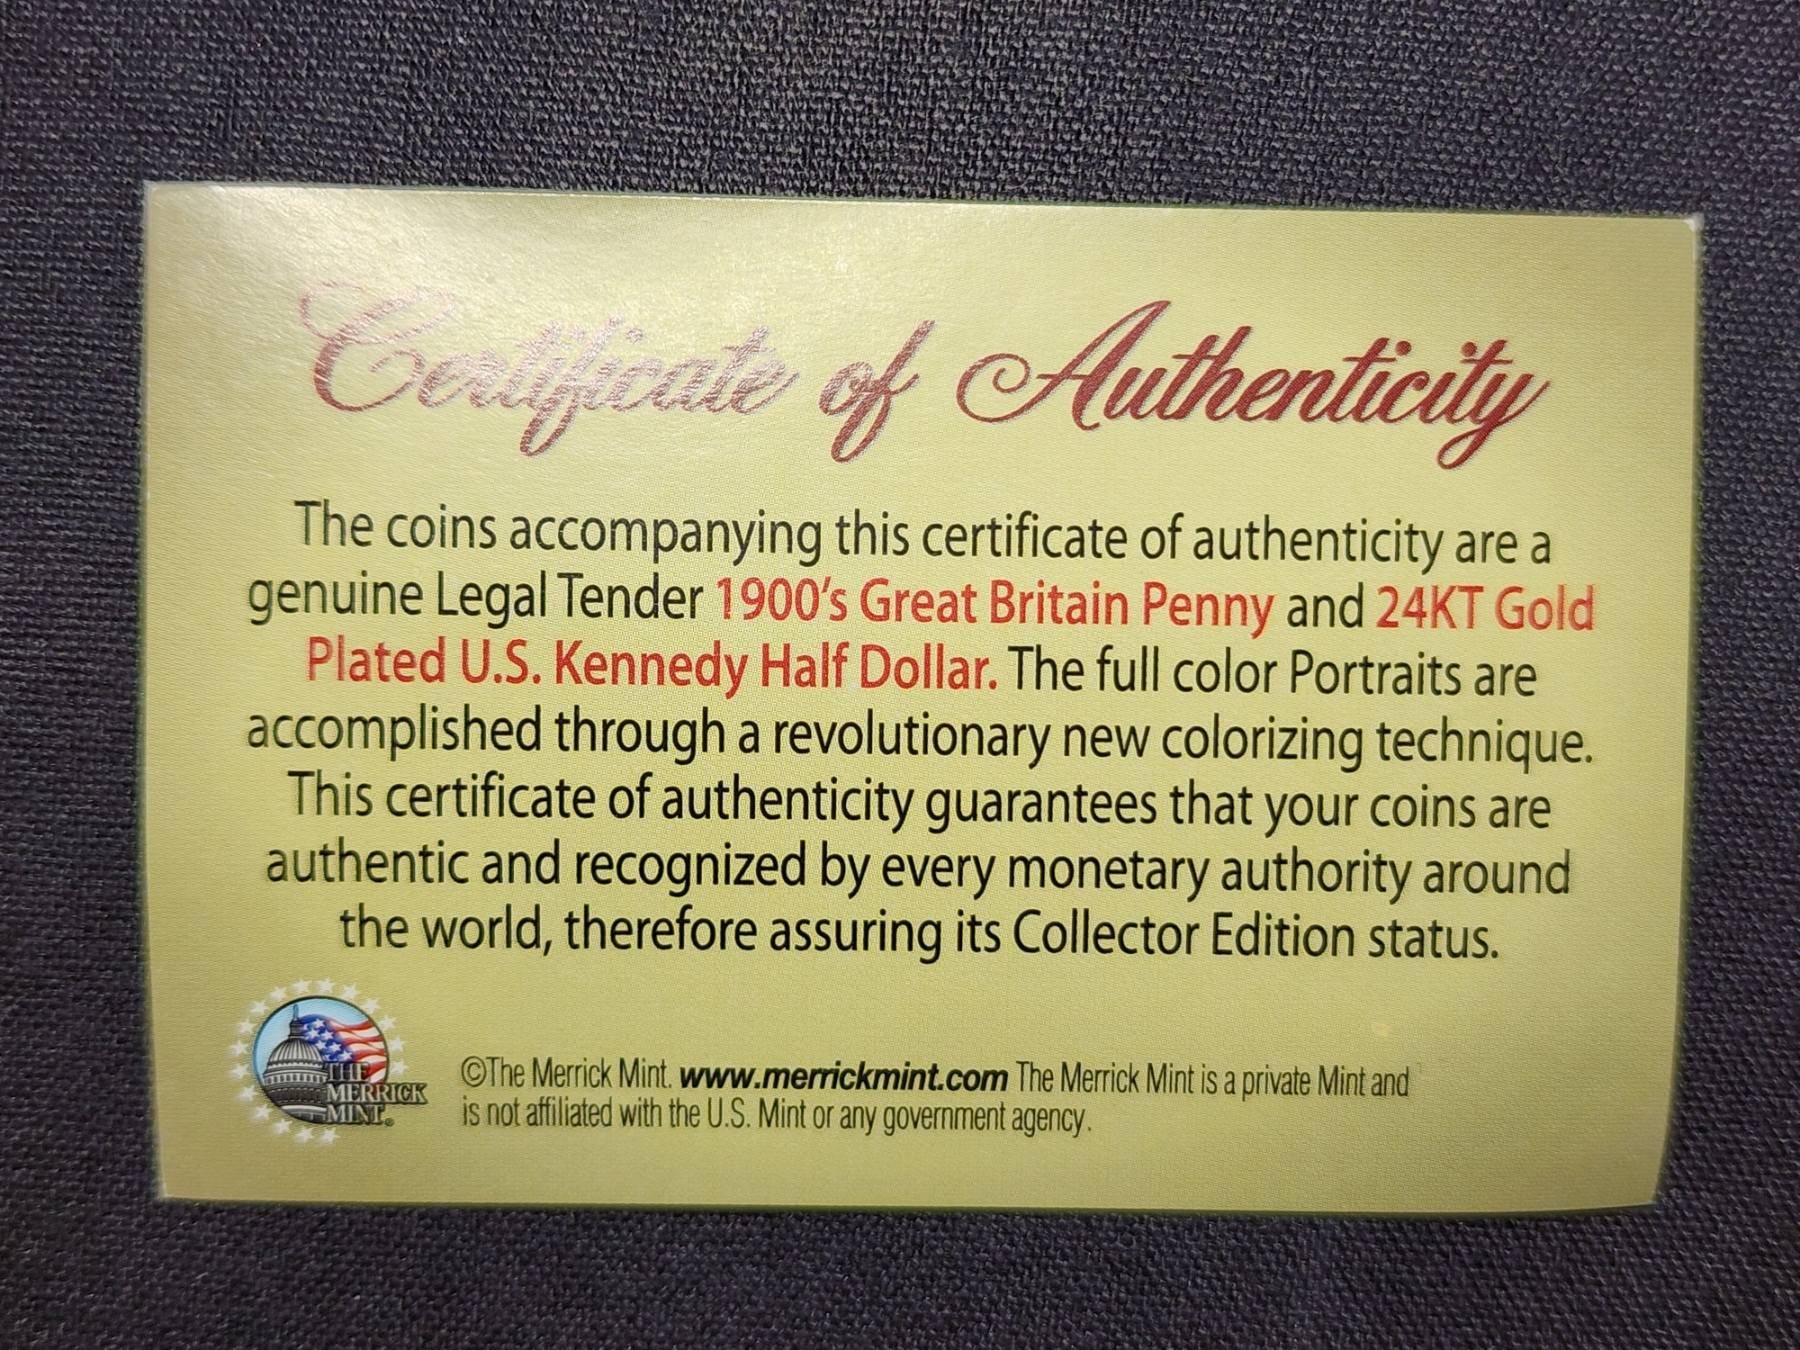 Certificate of Authenticity
The coins accompanying this certificate of authenticity are a
genuine Legal Tender 1900's Great Britain Penny and 24KT Gold
Plated U.S. Kennedy Half Dollar. The full color Portraits are
accomplished through a revolutionary new colorizing technique.
This certificate of authenticity guarantees that your coins are
authentic and recognized by every monetary authority around
the world, therefore assuring its Collector Edition status.
THE
MERRICK
MINT®
©The Merrick Mint. www.merrickmint.com The Merrick Mint is a private Mint and
is not affiliated with the U.S. Mint or any government agency.